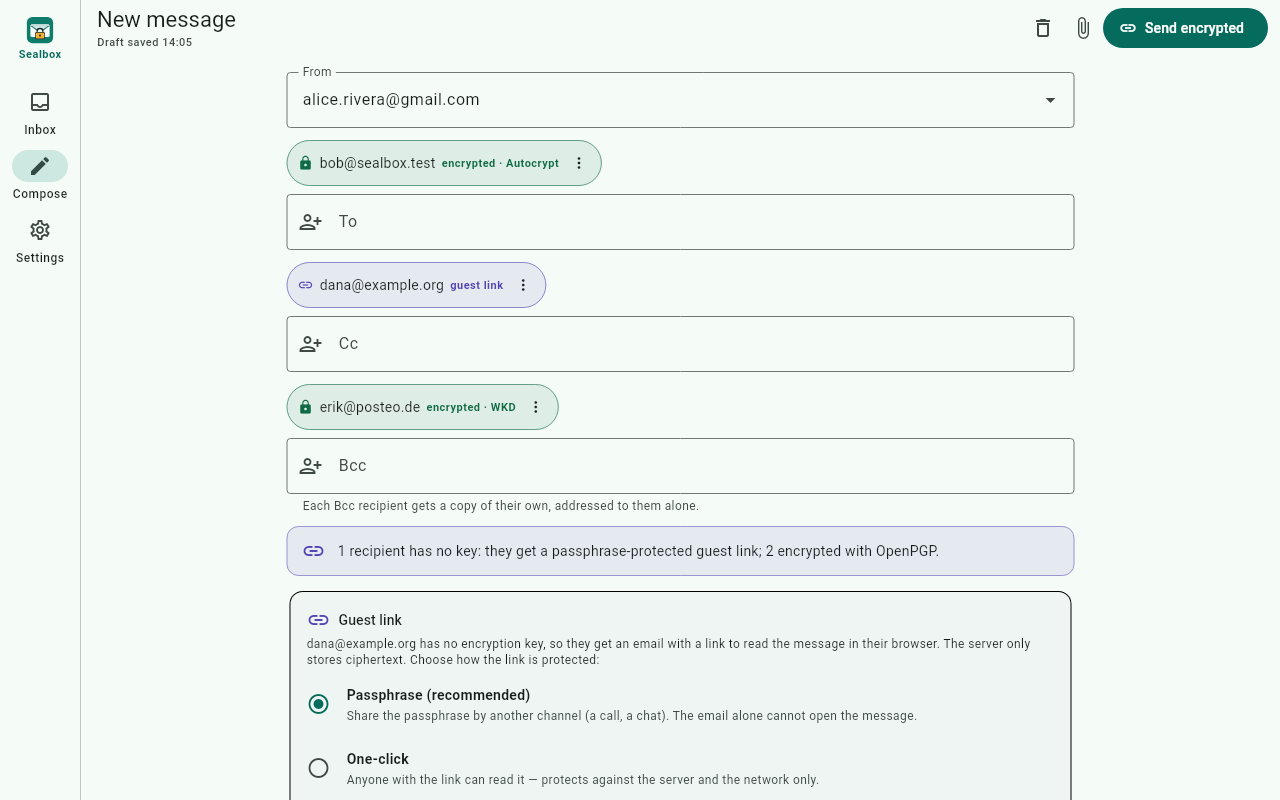 Sealbox
Inbox
Compose
Settings
New message
Draft saved 14:05
Send encrypted
From
alice.rivera@gmail.com
bob@sealbox.test encrypted · Autocrypt
To
dana@example.org guest link
Cc
erik@posteo.de encrypted · WKD
Bcc
Each Bcc recipient gets a copy of their own, addressed to them alone.
1 recipient has no key: they get a passphrase-protected guest link; 2 encrypted with OpenPGP.
Guest link
dana@example.org has no encryption key, so they get an email with a link to read the message in their browser. The server only
stores ciphertext. Choose how the link is protected:
Passphrase (recommended)
Share the passphrase by another channel (a call, a chat). The email alone cannot open the message.
One-click
Anyone with the link can read it — protects against the server and the network only.